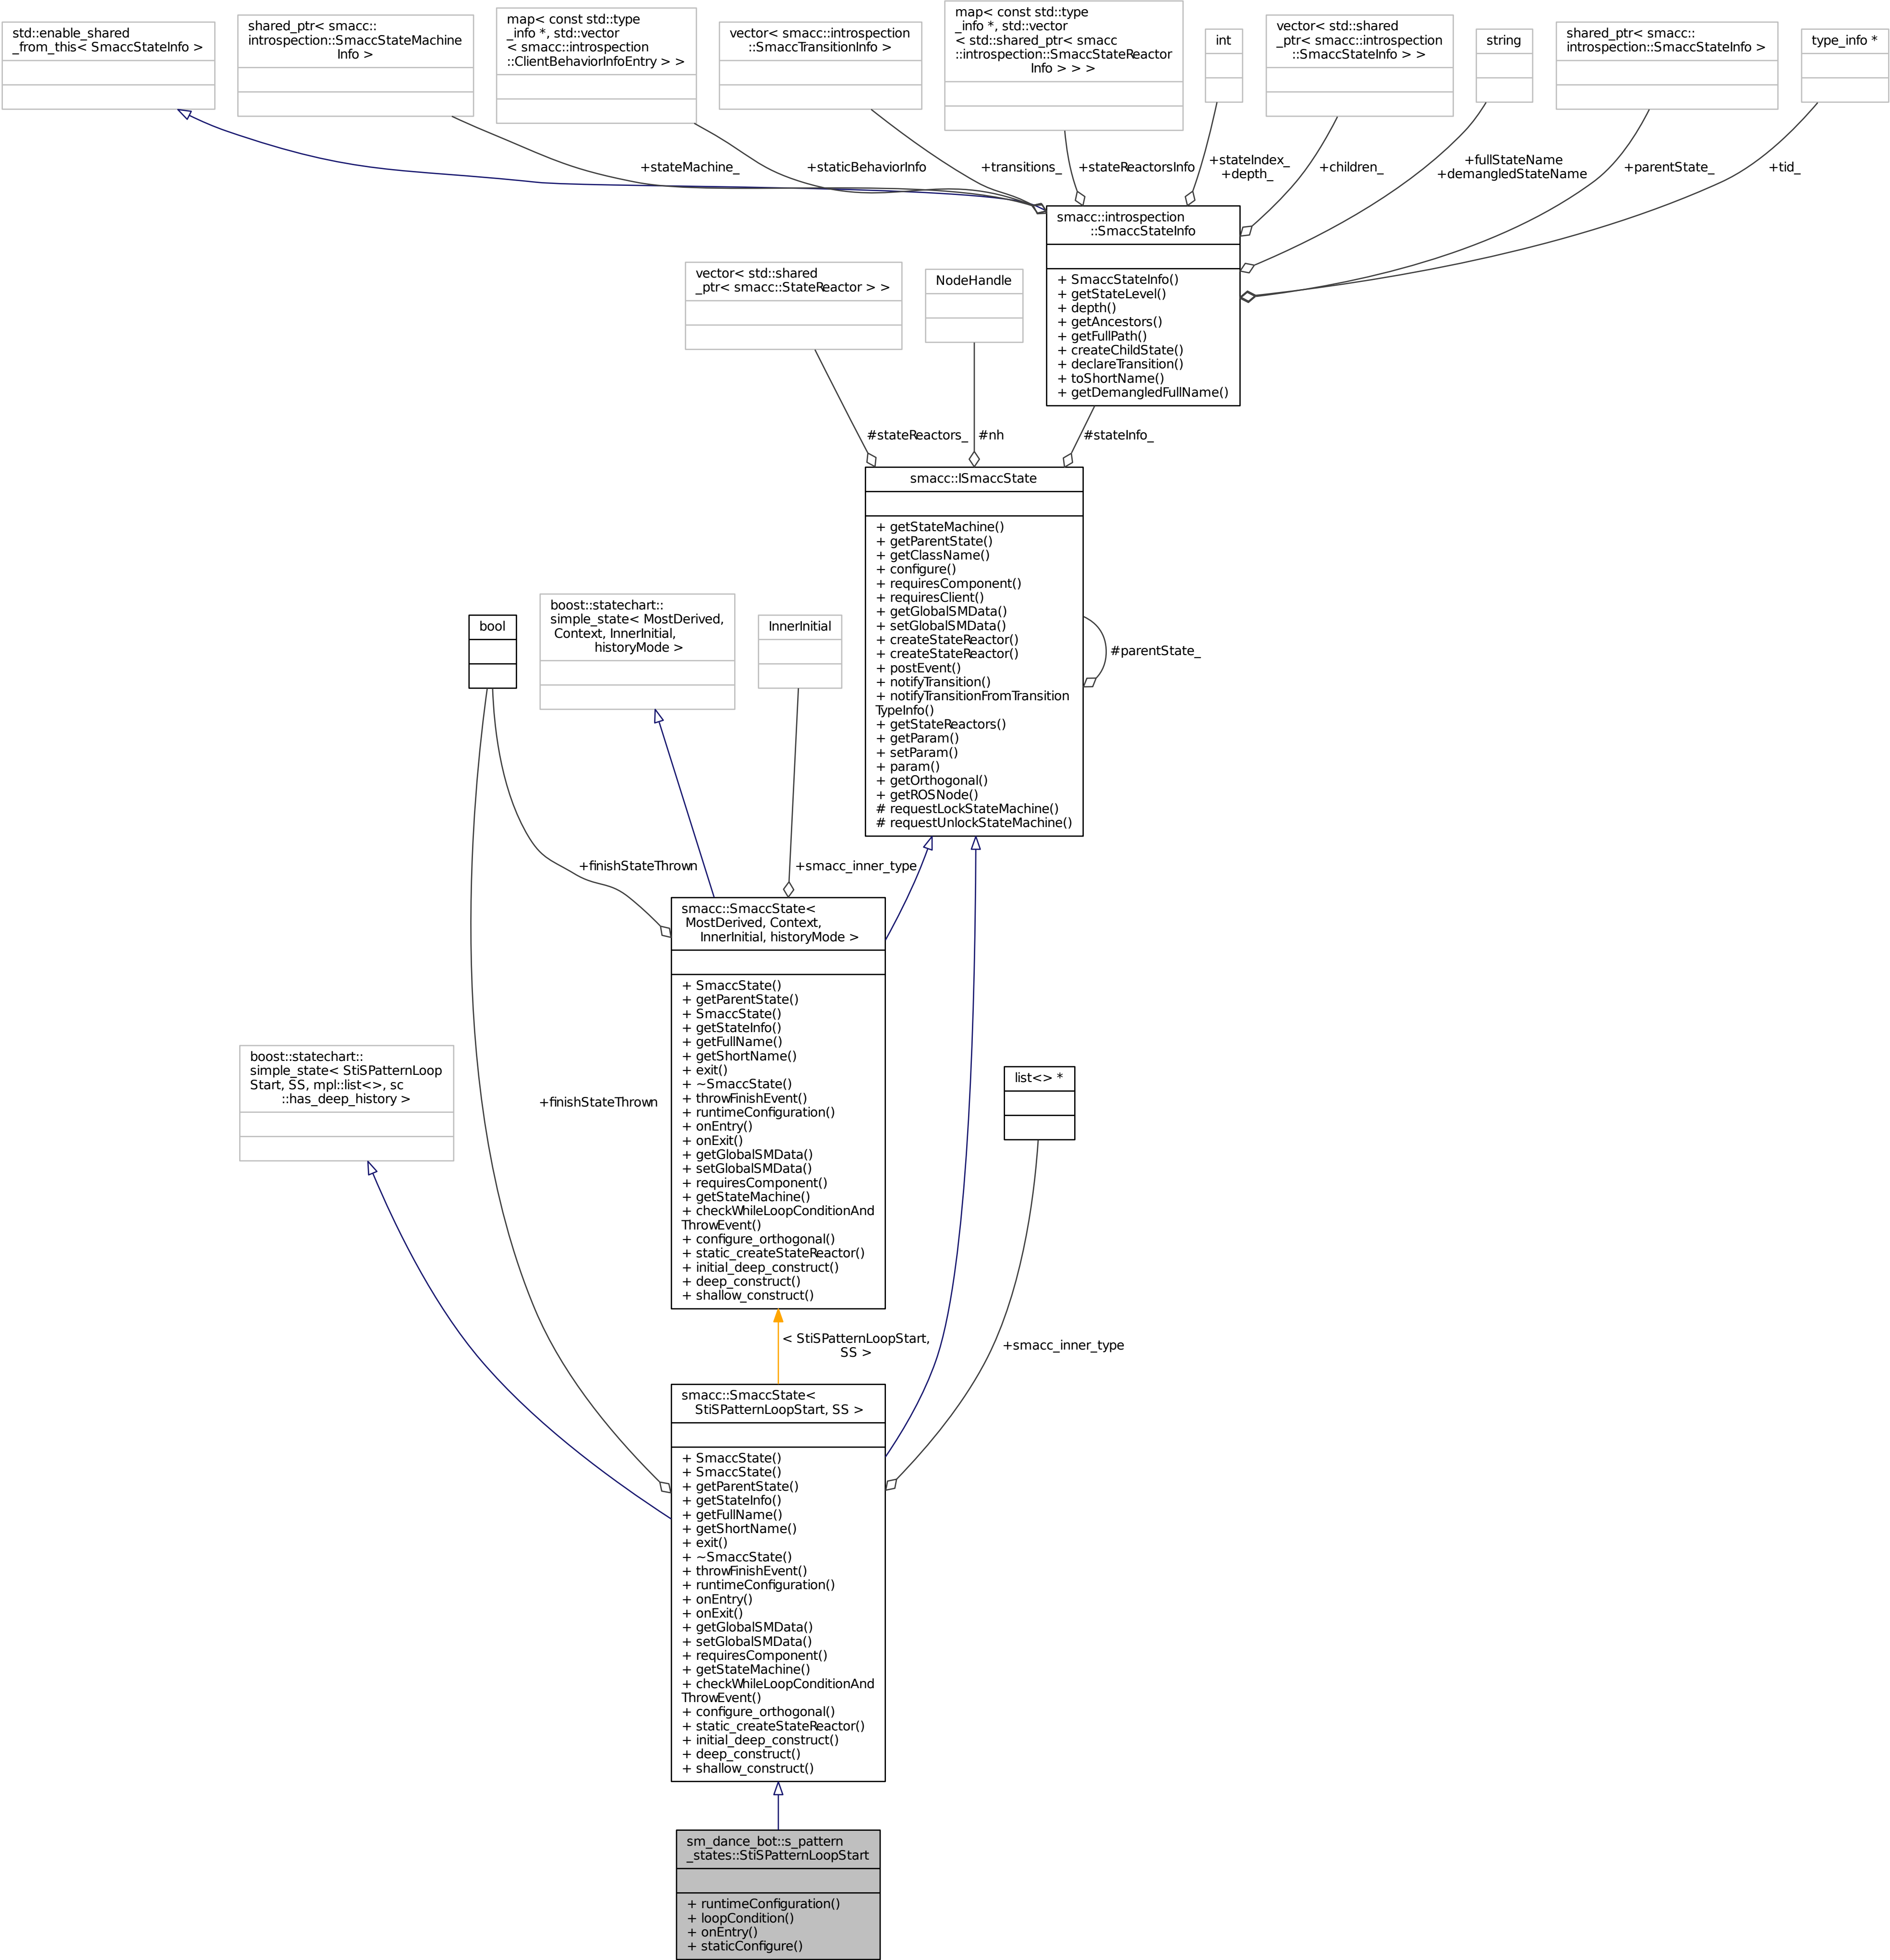 std::enable_shared
_from_this< SmaccStateInfo >
shared_ptr< smacc::
introspection::SmaccStateMachine
Info >
map< const std::type
_info *, std::vector
< smacc::introspection
::ClientBehaviorInfoEntry > >
vector< smacc::introspection
::SmaccTransitionInfo >
map< const std::type
_info *, std::vector
< std::shared_ptr< smacc
::introspection::SmaccStateReactor
Info > > >
int
vector< std::shared
_ptr< smacc::introspection
::SmaccStateInfo > >
string
shared_ptr< smacc::
introspection::SmaccStateInfo >
type_info *
+stateMachine_
+staticBehaviorInfo
+transitions_
+stateReactorsInfo
+stateIndex_
+depth_
+children_
+fullStateName
+demangledStateName
+parentState_
+tid_
smacc::introspection
::SmaccStateInfo
+ SmaccStateInfo()
+ getStateLevel()
+ depth()
+ getAncestors()
+ getFullPath()
+ createChildState()
+ declareTransition()
+ toShortName()
+ getDemangledFullName()
vector< std::shared
_ptr< smacc::StateReactor > >
NodeHandle
#stateReactors_
#nh
#stateInfo_
smacc::ISmaccState
+ getStateMachine()
+ getParentState()
+ getClassName()
+ configure()
+ requiresComponent()
+ requiresClient()
+ getGlobalSMData()
+ setGlobalSMData()
+ createStateReactor()
+ createStateReactor()
+ postEvent()
+ notifyTransition()
+ notifyTransitionFromTransition
TypeInfo()
+ getStateReactors()
+ getParam()
+ setParam()
+ param()
+ getOrthogonal()
+ getROSNode()
# requestLockStateMachine()
# requestUnlockStateMachine()
#parentState_
bool
boost::statechart::
simple_state< MostDerived,
Context, InnerInitial,
historyMode >
InnerInitial
+finishStateThrown
+smacc_inner_type
smacc::SmaccState<
MostDerived, Context,
InnerInitial, historyMode >
+ SmaccState()
+ getParentState()
+ SmaccState()
+ getStateInfo()
+ getFullName()
+ getShortName()
+ exit()
+ ~SmaccState()
+ throwFinishEvent()
+ runtimeConfiguration()
+ onEntry()
+ onExit()
+ getGlobalSMData()
+ setGlobalSMData()
+ requiresComponent()
+ getStateMachine()
+ checkWhileLoopConditionAnd
ThrowEvent()
+ configure_orthogonal()
+ static_createStateReactor()
+ initial_deep_construct()
+ deep_construct()
+ shallow_construct()
boost::statechart::
simple_state< StiSPatternLoop
Start, SS, mpl::list<>, sc
::has_deep_history >
+finishStateThrown
list<> *
< StiSPatternLoopStart,
SS >
+smacc_inner_type
smacc::SmaccState<
StiSPatternLoopStart, SS >
+ SmaccState()
+ SmaccState()
+ getParentState()
+ getStateInfo()
+ getFullName()
+ getShortName()
+ exit()
+ ~SmaccState()
+ throwFinishEvent()
+ runtimeConfiguration()
+ onEntry()
+ onExit()
+ getGlobalSMData()
+ setGlobalSMData()
+ requiresComponent()
+ getStateMachine()
+ checkWhileLoopConditionAnd
ThrowEvent()
+ configure_orthogonal()
+ static_createStateReactor()
+ initial_deep_construct()
+ deep_construct()
+ shallow_construct()
sm_dance_bot::s_pattern
_states::StiSPatternLoopStart
+ runtimeConfiguration()
+ loopCondition()
+ onEntry()
+ staticConfigure()